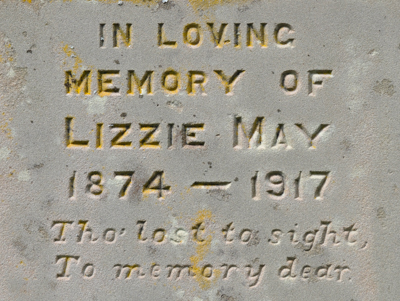 IN LOVING
MEMORY OF
LIZZIE MAY
1874 — 1917
Tho' lost to sight,
To memory dear.